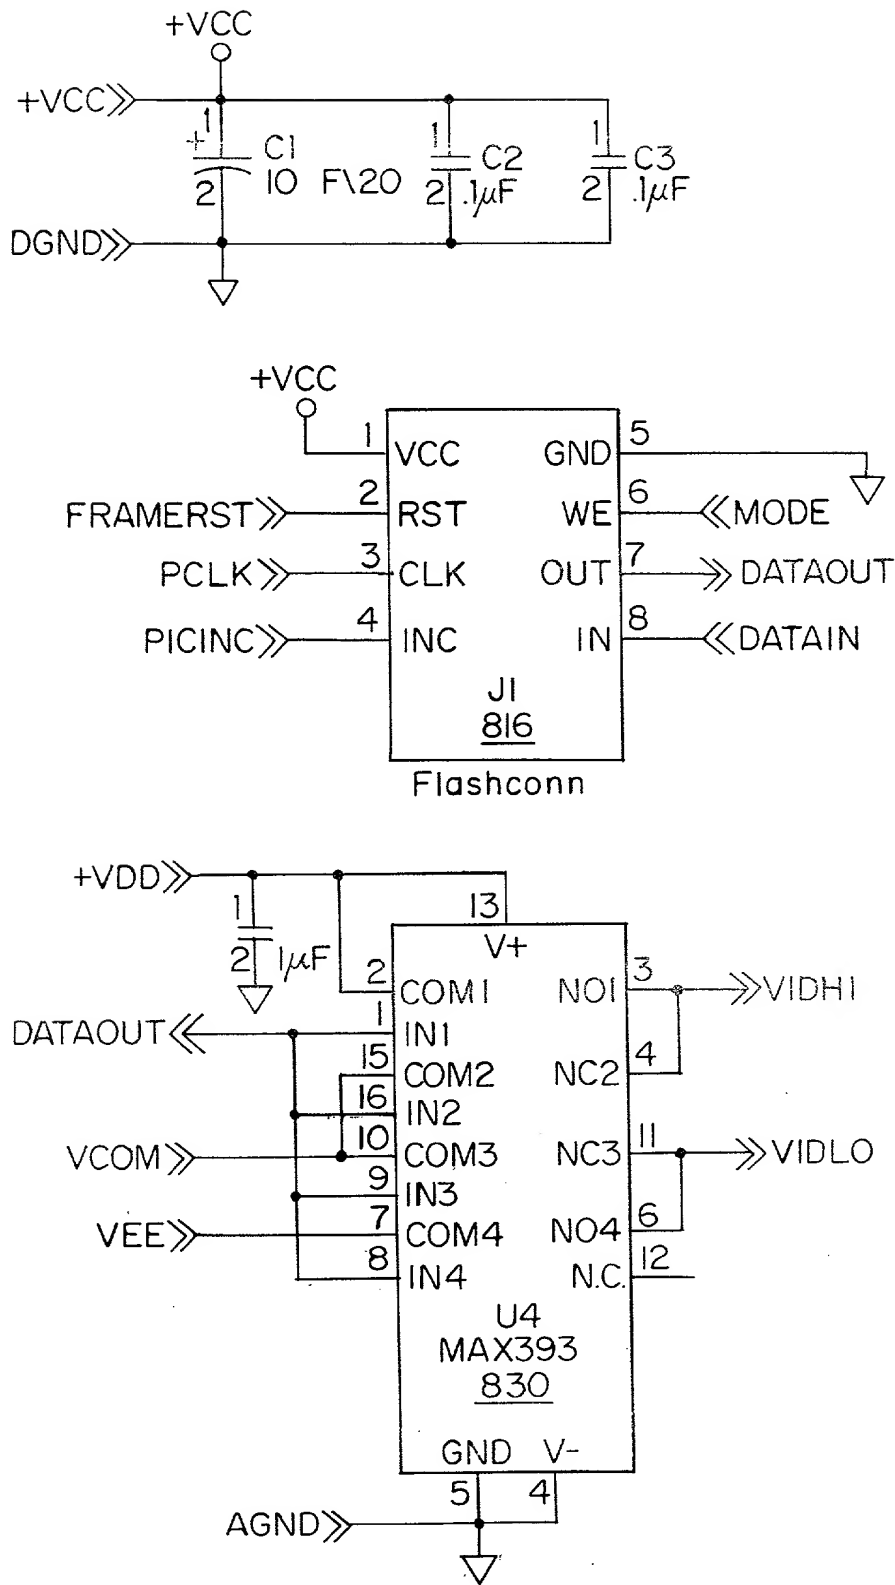 +VCC
+VCC
1
+
C1
10 F\20
2
1
C2
2
.1µF
1
C3
2
.1µF
DGND
+VCC
1
VCC
GND
5
FRAMERST
2
RST
WE
6
MODE
PCLK
3
CLK
OUT
7
DATAOUT
PICINC
4
INC
IN
8
DATAIN
J1
816
Flashconn
+VDD
1
2
1µF
13
V+
2
COM1
NO1
3
VIDHI
DATAOUT
1
IN1
15
COM2
NC2
4
16
IN2
VCOM
10
COM3
NC3
11
VIDLO
9
IN3
VEE
7
COM4
NO4
6
8
IN4
N.C.
12
U4
MAX393
830
GND
V-
5
4
AGND